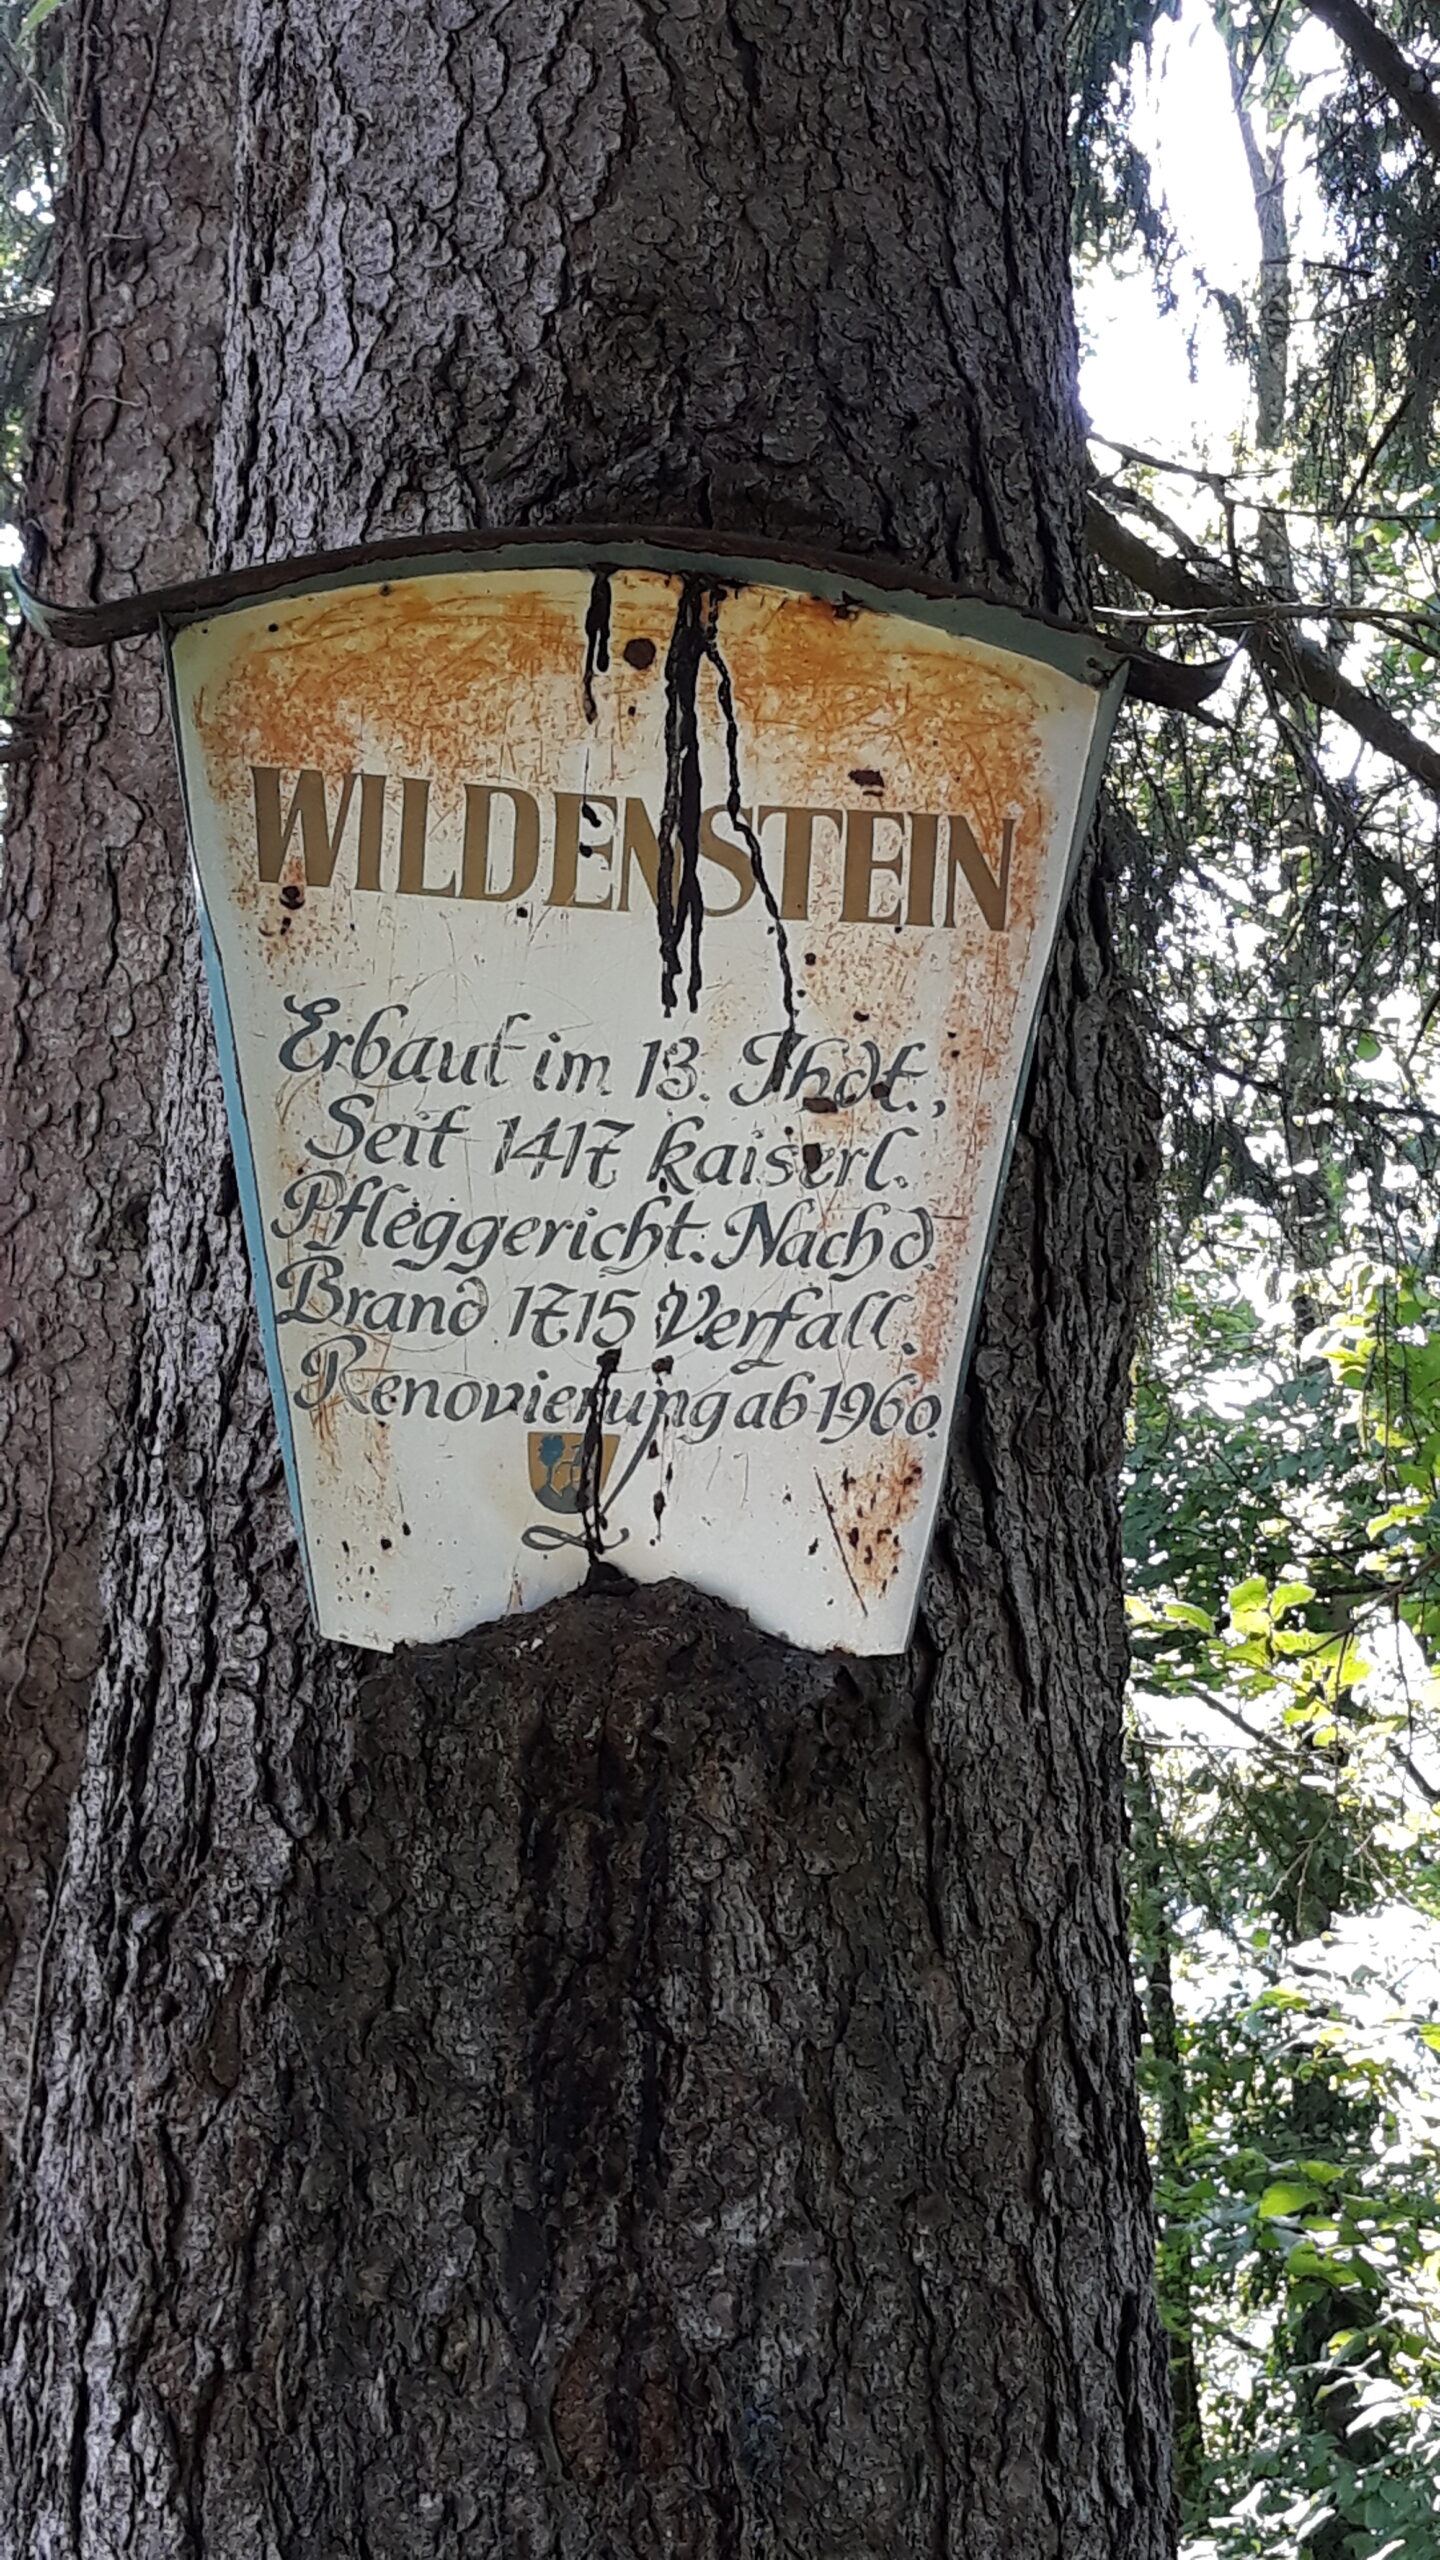 WILDENSTEIN
Erbaut im 13. Jhdt.,
Seit 1417 kaiserl.
Pfleggericht. Nach d.
Brand 1715 Verfall.
Renovierung ab 1960.